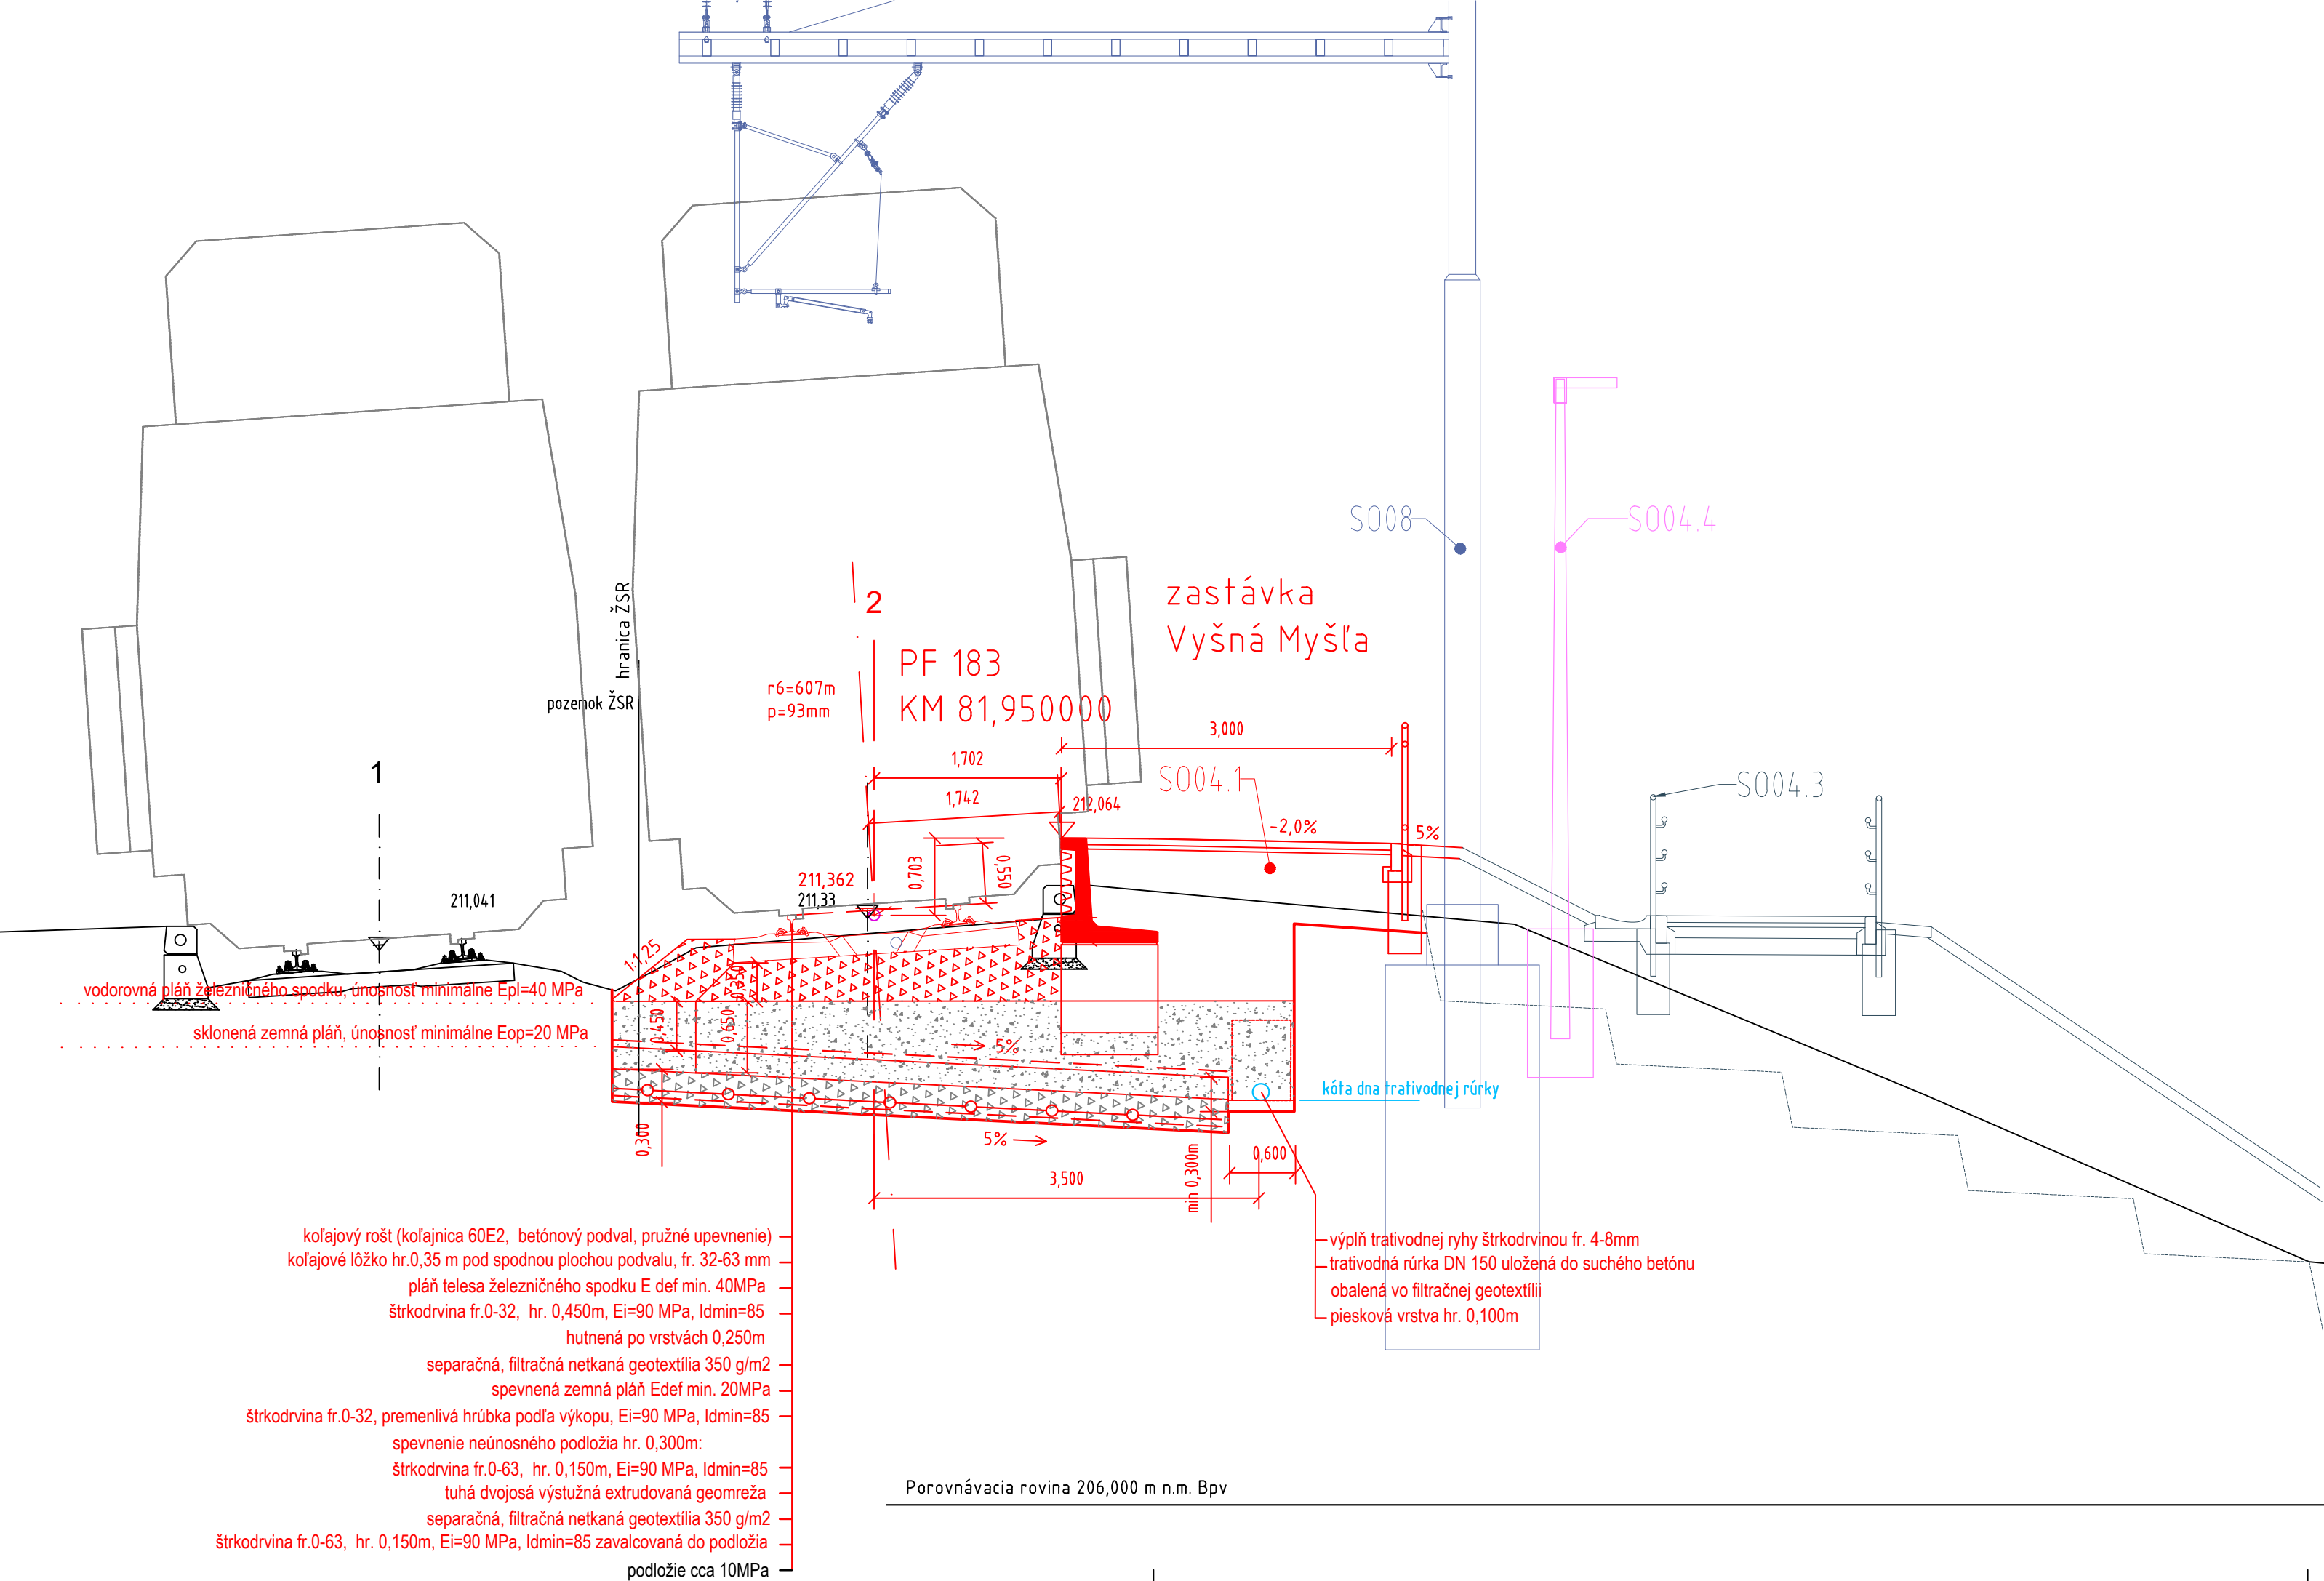 SO08
SO04.4
zastávka
Vyšná Myšľa
2
hranica ŽSR
PF 183
r6=607m
pozemok ŽSR
p=93mm
KM 81,950000
3,000
1
1,702
SO04.1
SO04.3
1,742
212,064
-2,0%
5%
0,703
0,550
211,362
211,33
211,041
1:1,25
vodorovná pláň železničného spodku, únosnosť minimálne Epl=40 MPa
0,350
0,450
0,650
sklonená zemná pláň, únosnosť minimálne Eop=20 MPa
5%
kóta dna trativodnej rúrky
0,300
5%
min 0,300m
0,600
3,500
koľajový rošt (koľajnica 60E2, betónový podval, pružné upevnenie)
koľajové lôžko hr.0,35 m pod spodnou plochou podvalu, fr. 32-63 mm
pláň telesa železničného spodku E def min. 40MPa
štrkodrvina fr.0-32, hr. 0,450m, Ei=90 MPa, Idmin=85
hutnená po vrstvách 0,250m
separačná, filtračná netkaná geotextília 350 g/m2
spevnená zemná pláň Edef min. 20MPa
štrkodrvina fr.0-32, premenlivá hrúbka podľa výkopu, Ei=90 MPa, Idmin=85
spevnenie neúnosného podložia hr. 0,300m:
štrkodrvina fr.0-63, hr. 0,150m, Ei=90 MPa, Idmin=85
tuhá dvojosá výstužná extrudovaná geomreža
separačná, filtračná netkaná geotextília 350 g/m2
štrkodrvina fr.0-63, hr. 0,150m, Ei=90 MPa, Idmin=85 zavalcovaná do podložia
podložie cca 10MPa
výplň trativodnej ryhy štrkodrvinou fr. 4-8mm
trativodná rúrka DN 150 uložená do suchého betónu
obalená vo filtračnej geotextílii
piesková vrstva hr. 0,100m
Porovnávacia rovina 206,000 m n.m. Bpv